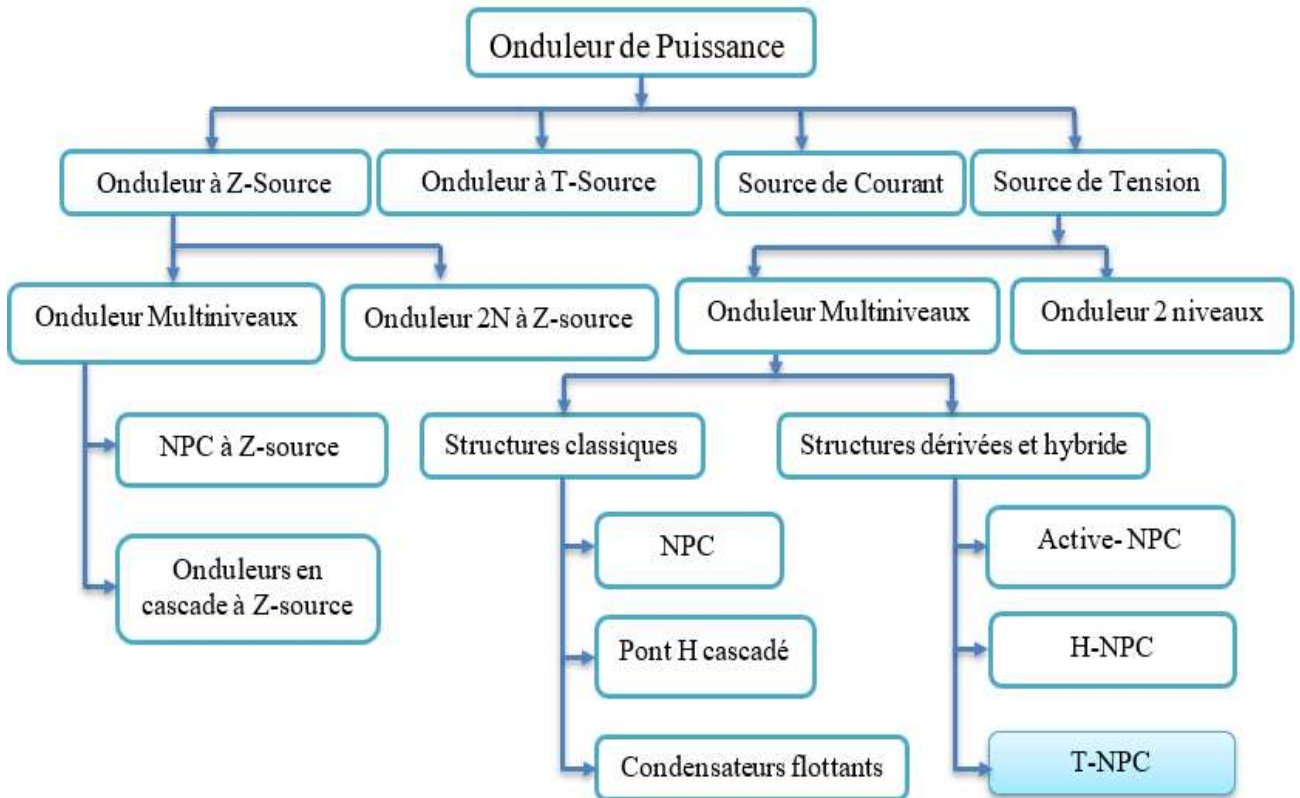 Onduleur de Puissance
Onduleur à Z-Source
Onduleur à T-Source
Source de Courant
Source de Tension
Onduleur Multiniveaux
Onduleur 2N à Z-source
Onduleur Multiniveaux
Onduleur 2 niveaux
NPC à Z-source
Onduleurs en
cascade à Z-source
Structures classiques
Structures dérivées et hybride
NPC
Pont H cascadé
Condensateurs flottants
Active- NPC
H-NPC
T-NPC